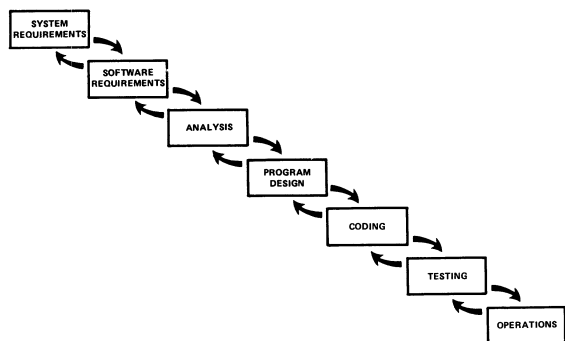 SYSTEM
REQUIREMENTS
SOFTWARE
REQUIREMENTS
ANALYSIS
PROGRAM
DESIGN
CODING
TESTING
OPERATIONS